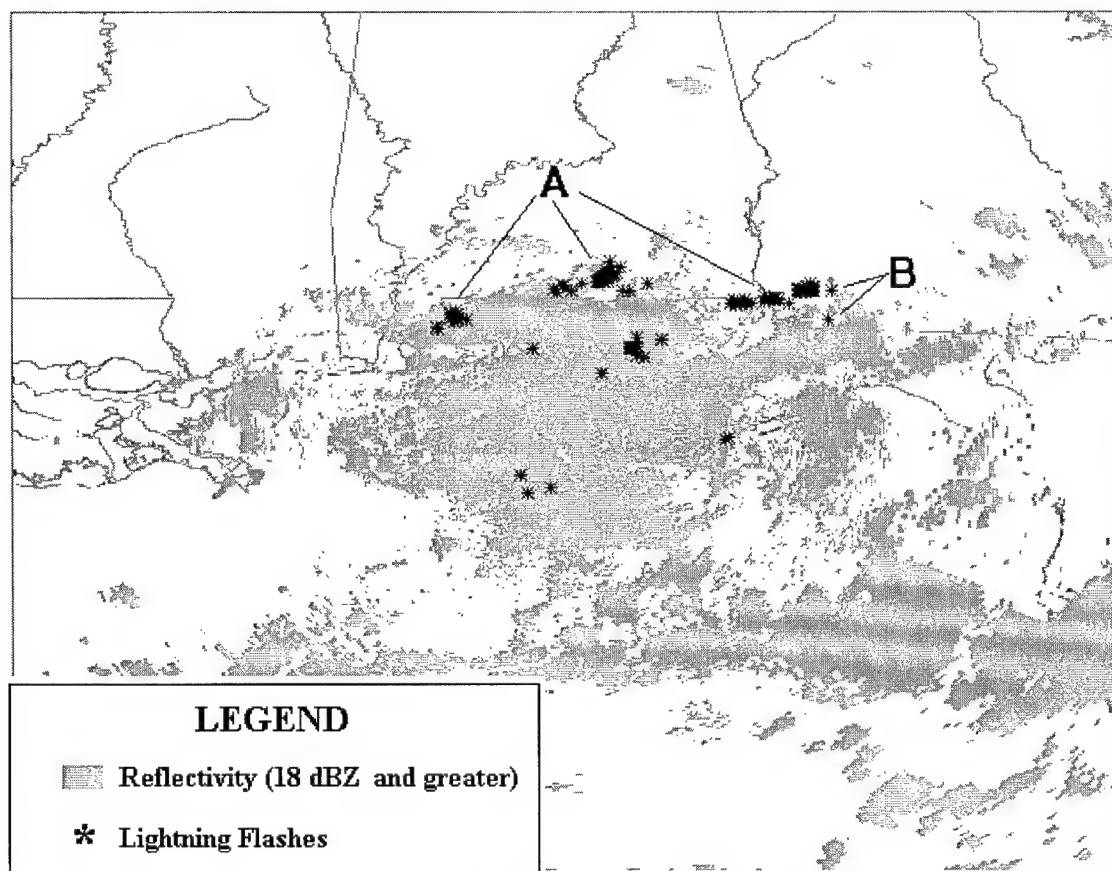 A
B
LEGEND
Reflectivity (18 dBZ and greater)
* Lightning Flashes